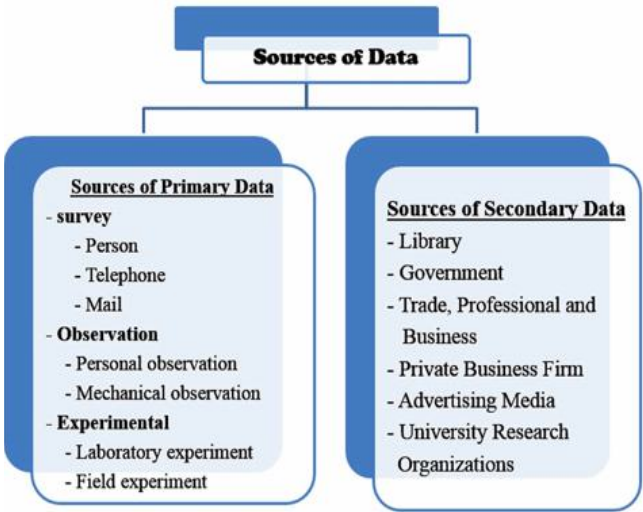 Sources of Data
Sources of Primary Data
- survey
- Person
- Telephone
- Mail
- Observation
- Personal observation
- Mechanical observation
- Experimental
- Laboratory experiment
- Field experiment
Sources of Secondary Data
- Library
- Government
- Trade, Professional and
Business
- Private Business Firm
- Advertising Media
- University Research
Organizations